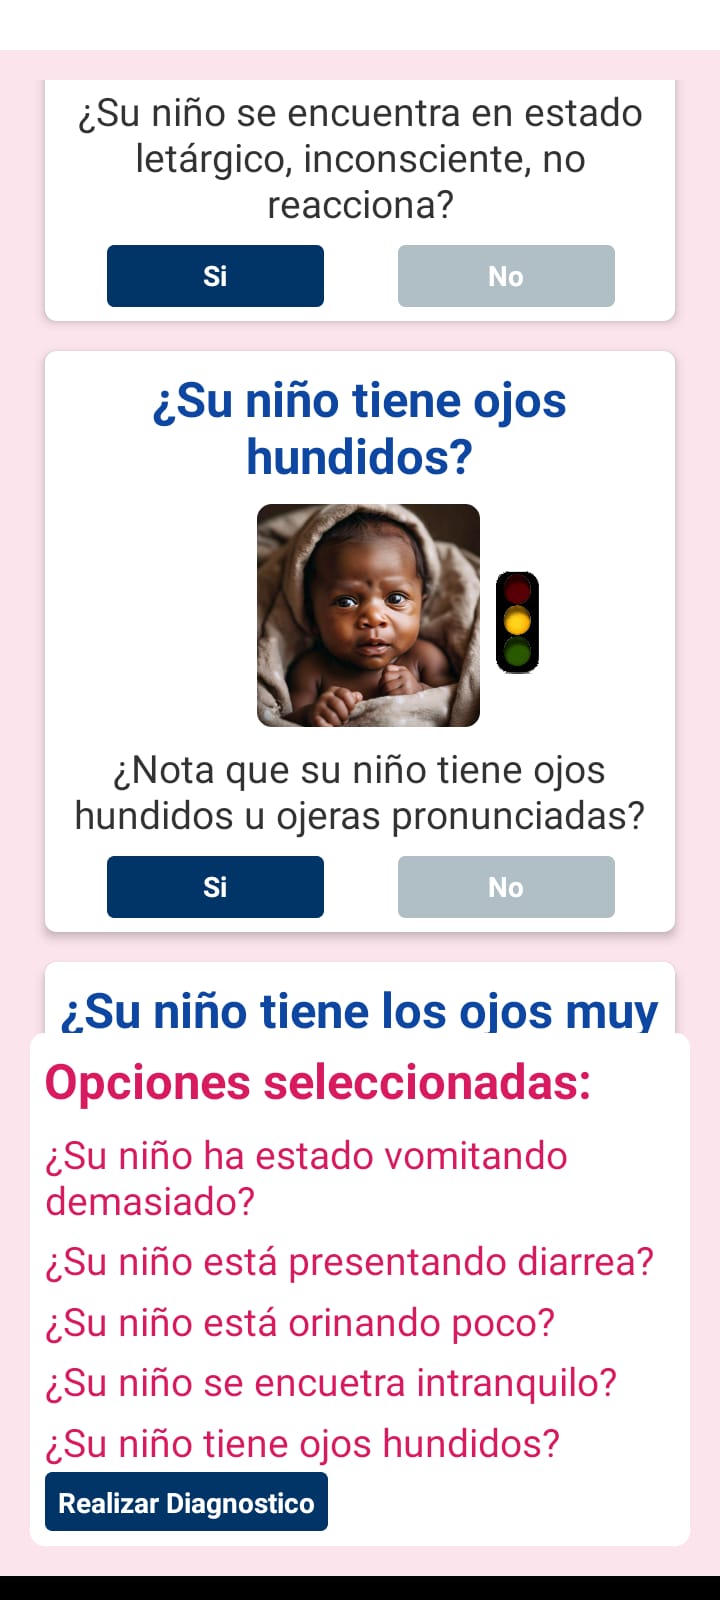 ¿Su niño se encuentra en estado
letárgico, inconsciente, no
reacciona?
Si
No
¿Su niño tiene ojos
hundidos?
¿Nota que su niño tiene ojos
hundidos u ojeras pronunciadas?
Si
No
¿Su niño tiene los ojos muy
Opciones seleccionadas:
¿Su niño ha estado vomitando
demasiado?
¿Su niño está presentando diarrea?
¿Su niño está orinando poco?
¿Su niño se encuetra intranquilo?
¿Su niño tiene ojos hundidos?
Realizar Diagnostico